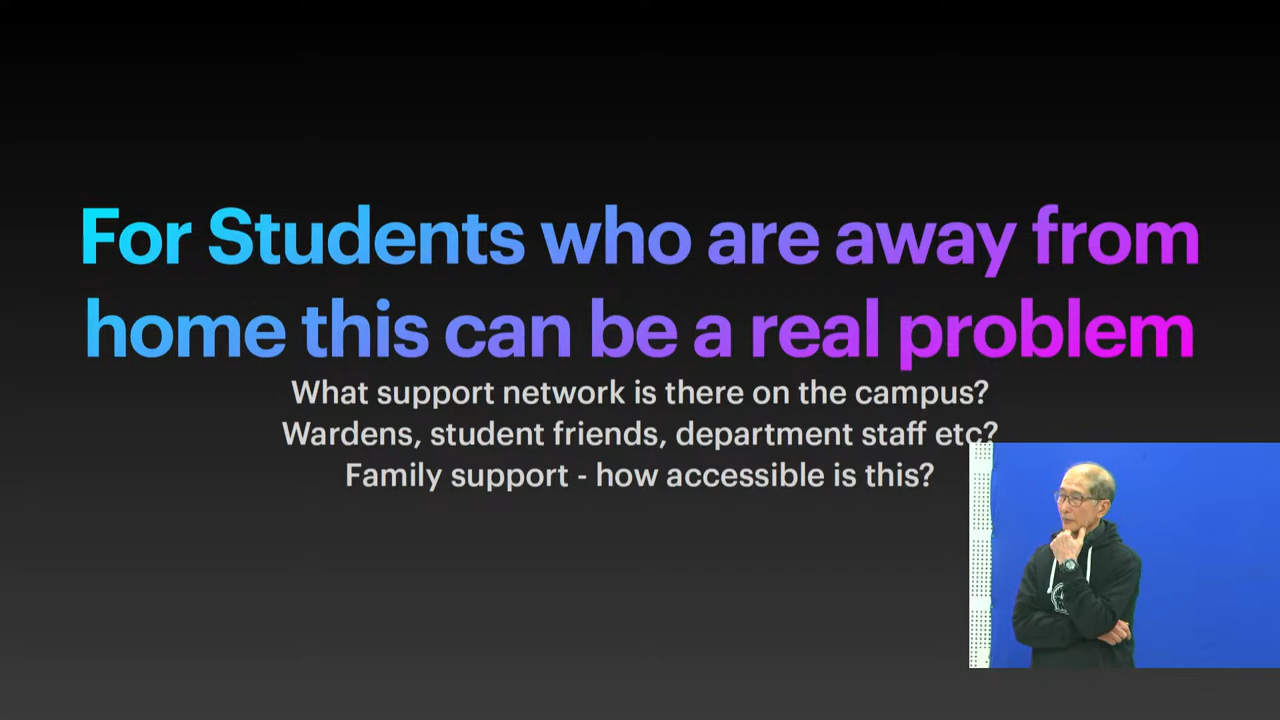 For Students who are away from
home this can be a real problem
What support network is there on the campus?
Wardens, student friends, department staff etc?
Family support - how accessible is this?